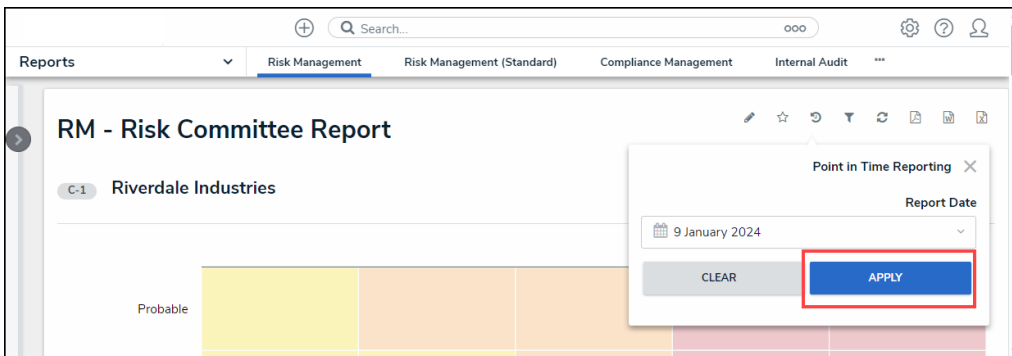 Search...
Reports
Risk Management
Risk Management (Standard)
Compliance Management
Internal Audit
RM - Risk Committee Report
Point in Time Reporting
C-1 Riverdale Industries
Report Date
9 January 2024
CLEAR
APPLY
Probable